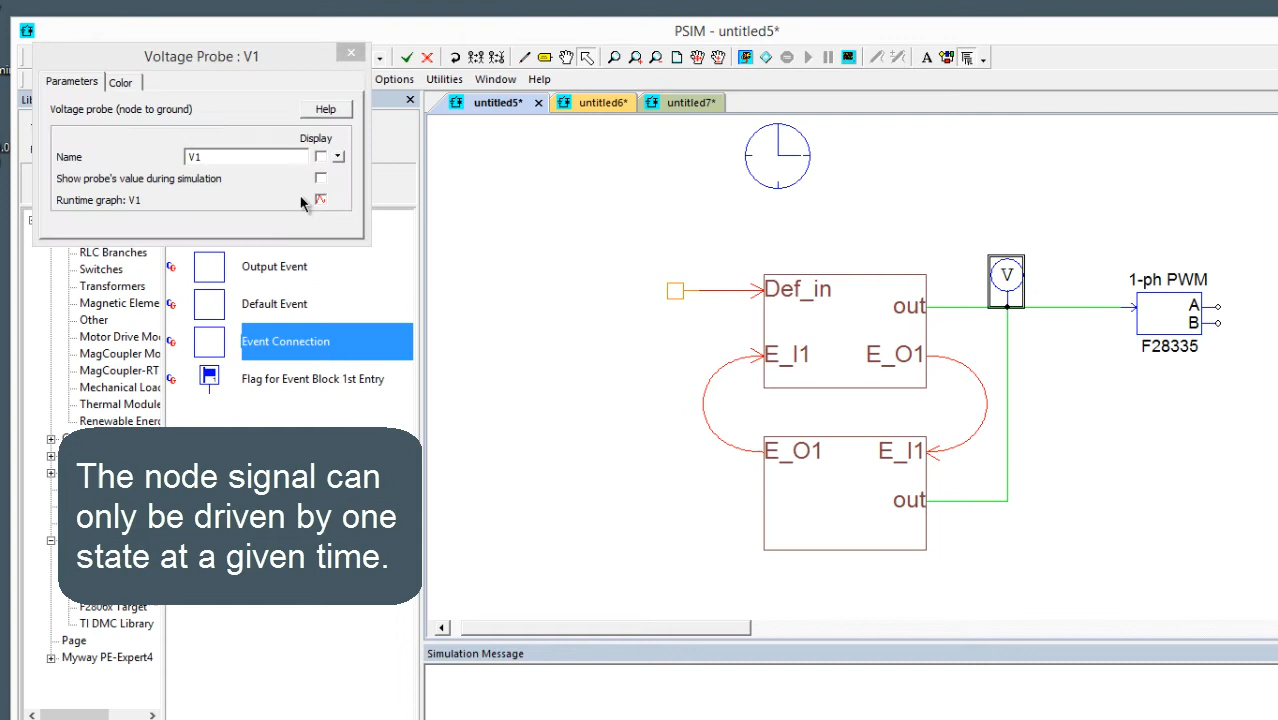 PSIM - untitled5*
Voltage Probe : V1
Parameters
Color
Voltage probe (node to ground)
Help
Display
Name
V1
Show probe's value during simulation
Runtime graph: V1
Options
Utilities
Window
Help
untitled5*
untitled6*
untitled7*
RLC Branches
Switches
Transformers
Magnetic Eleme
Other
Motor Drive Mo
MagCoupler Mo
MagCoupler-RT
Mechanical Loa
Thermal Module
Renewable Energ
F2806x Target
TI DMC Library
Page
Myway PE-Expert4
Output Event
Default Event
Event Connection
Flag for Event Block 1st Entry
The node signal can
only be driven by one
state at a given time.
Def_in
out
E_I1
E_O1
E_O1
E_I1
out
V
1-ph PWM
A
B
F28335
Simulation Message